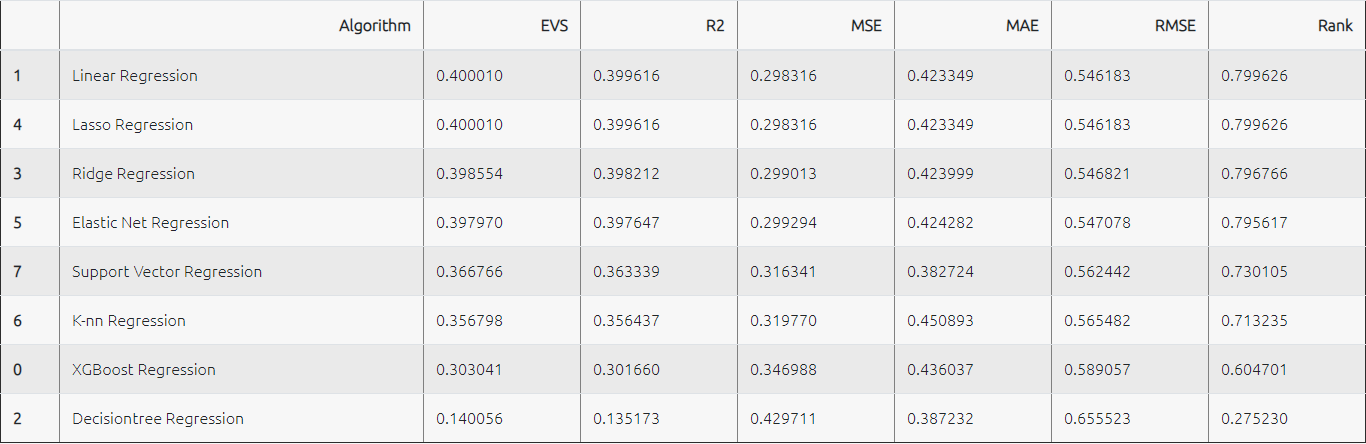 Algorithm EVS R2 MSE MAE RMSE Rank
1 Linear Regression 0.400010 0.399616 0.298316 0.423349 0.546183 0.799626
4 Lasso Regression 0.400010 0.399616 0.298316 0.423349 0.546183 0.799626
3 Ridge Regression 0.398554 0.398212 0.299013 0.423999 0.546821 0.796766
5 Elastic Net Regression 0.397970 0.397647 0.299294 0.424282 0.547078 0.795617
7 Support Vector Regression 0.366766 0.363339 0.316341 0.382724 0.562442 0.730105
6 K-nn Regression 0.356798 0.356437 0.319770 0.450893 0.565482 0.713235
0 XGBoost Regression 0.303041 0.301660 0.346988 0.436037 0.589057 0.604701
2 Decisiontree Regression 0.140056 0.135173 0.429711 0.387232 0.655523 0.275230